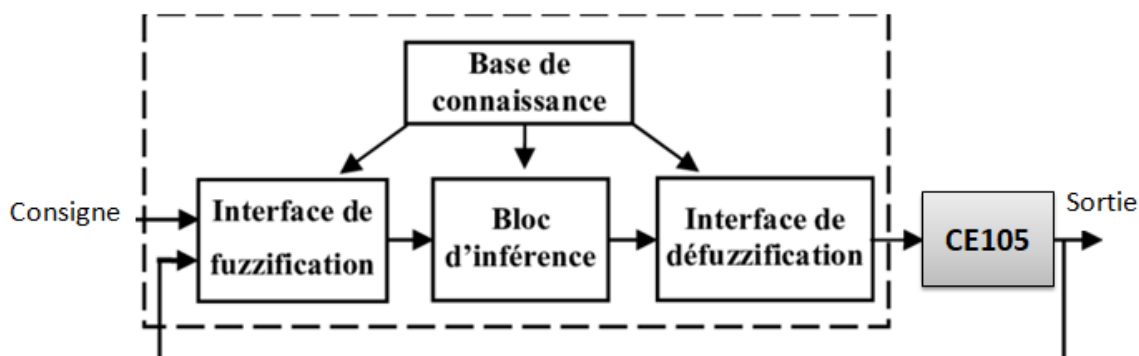 Base de
connaissance
Consigne
Interface de
fuzzification
Bloc
d'inférence
Interface de
défuzzification
CE105
Sortie